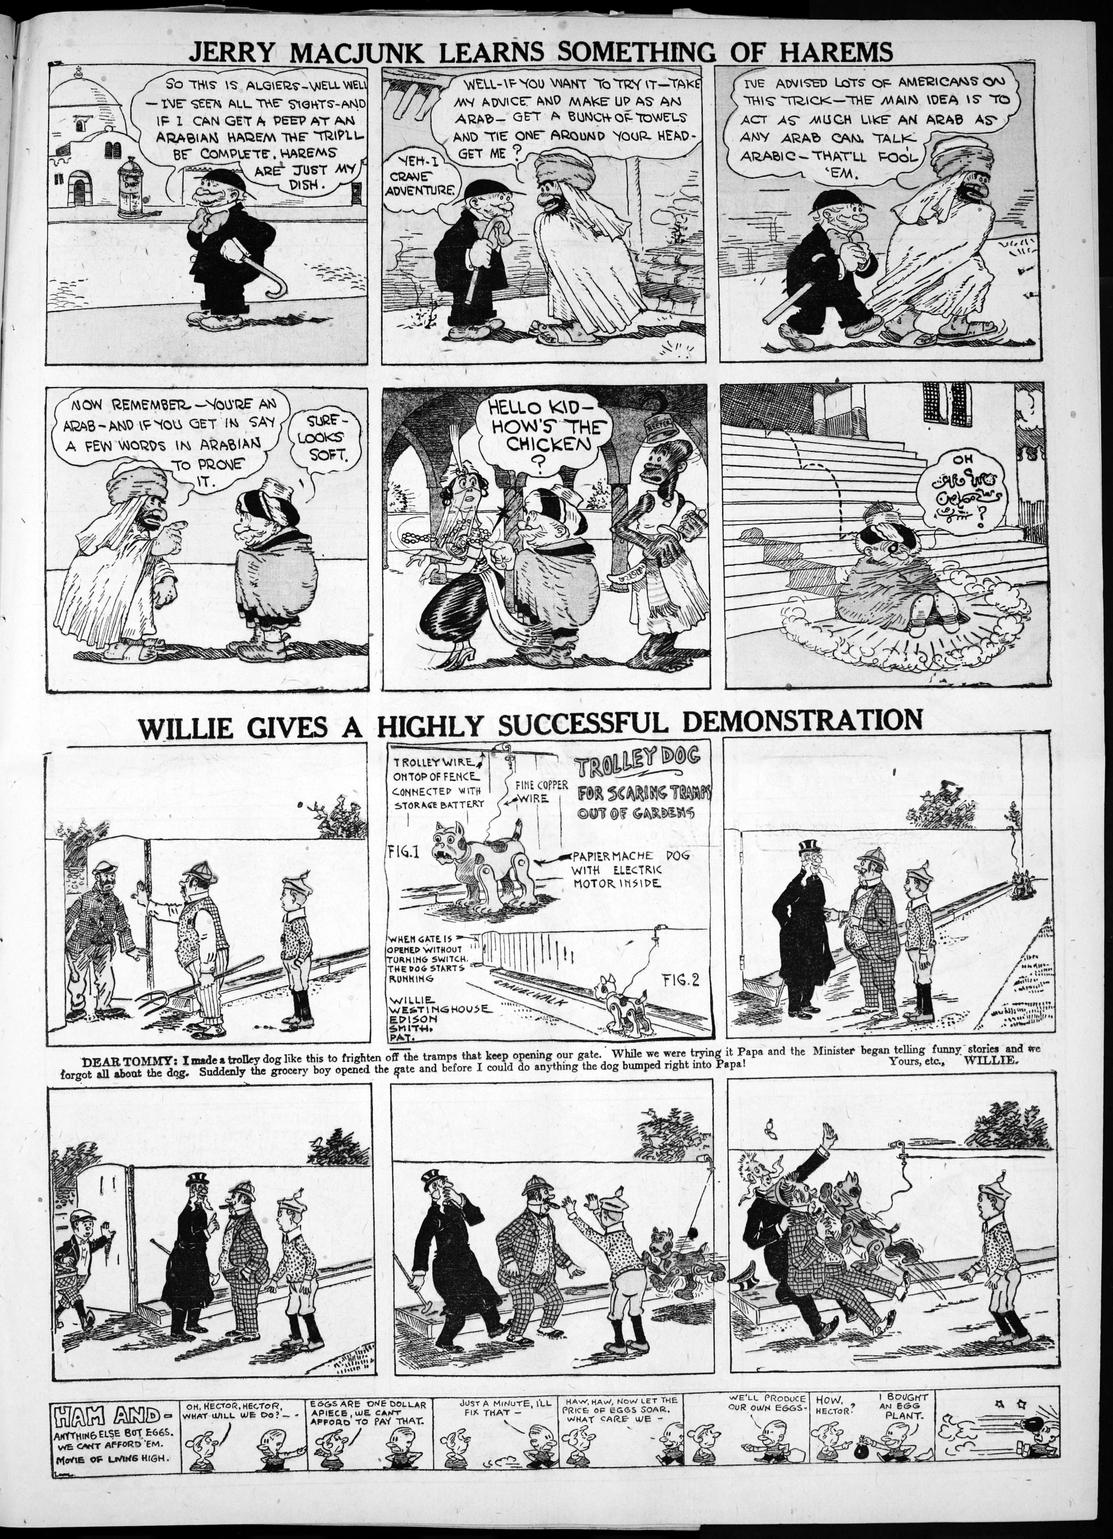 JERRY MACJUNK LEARNS SOMETHING OF HAREMS
SO THIS IS ALGIERS-WELL WELL
-I'VE SEEN ALL THE SIGHTS-AND
IF I CAN GET A PEEP AT AN
ARABIAN HAREM THE TRIP'LL
BE COMPLETE. HAREMS
ARE JUST MY
DISH.
WELL-IF YOU WANT TO TRY IT-TAKE
MY ADVICE AND MAKE UP AS AN
ARAB- GET A BUNCH OF TOWELS
AND TIE ONE AROUND YOUR HEAD-
GET ME?
YEH-I
CRAVE
ADVENTURE.
I'VE ADVISED LOTS OF AMERICANS ON
THIS TRICK-THE MAIN IDEA IS TO
ACT AS MUCH LIKE AN ARAB AS
ANY ARAB CAN. TALK
ARABIC-THAT'LL FOOL
'EM.
NOW REMEMBER-YOU'RE AN
ARAB-AND IF YOU GET IN SAY
A FEW WORDS IN ARABIAN
TO PROVE
IT.
SURE-
LOOKS
SOFT.
HELLO KID-
HOW'S THE
CHICKEN
?
OH
?
WILLIE GIVES A HIGHLY SUCCESSFUL DEMONSTRATION
TROLLEY WIRE
ON TOP OF FENCE
CONNECTED WITH
STORAGE BATTERY
FINE COPPER
WIRE
TROLLEY DOG
FOR SCARING TRAMPS
OUT OF GARDENS
FIG.1
PAPIER MACHE DOG
WITH ELECTRIC
MOTOR INSIDE
WHEN GATE IS
OPENED WITHOUT
TURNING SWITCH,
THE DOG STARTS
RUNNING
GRAVEL WALK
FIG.2
WILLIE
WESTINGHOUSE
EDISON
SMITH.
PAT.
DEAR TOMMY: I made a trolley dog like this to frighten off the tramps that keep opening our gate. While we were trying it Papa and the Minister began telling funny stories and we
forgot all about the dog. Suddenly the grocery boy opened the gate and before I could do anything the dog bumped right into Papa! Yours, etc., WILLIE.
HAM AND-
ANYTHING ELSE BUT EGGS.
WE CAN'T AFFORD 'EM.
MOVIE OF LIVING HIGH.
OH, HECTOR, HECTOR,
WHAT WILL WE DO?--
EGGS ARE ONE DOLLAR
APIECE, WE CAN'T
AFFORD TO PAY THAT.
JUST A MINUTE, I'LL
FIX THAT-
HAW, HAW, NOW LET THE
PRICE OF EGGS SOAR,
WHAT CARE WE-
WE'LL PRODUCE
OUR OWN EGGS-
HOW,
HECTOR?
I BOUGHT
AN EGG
PLANT.